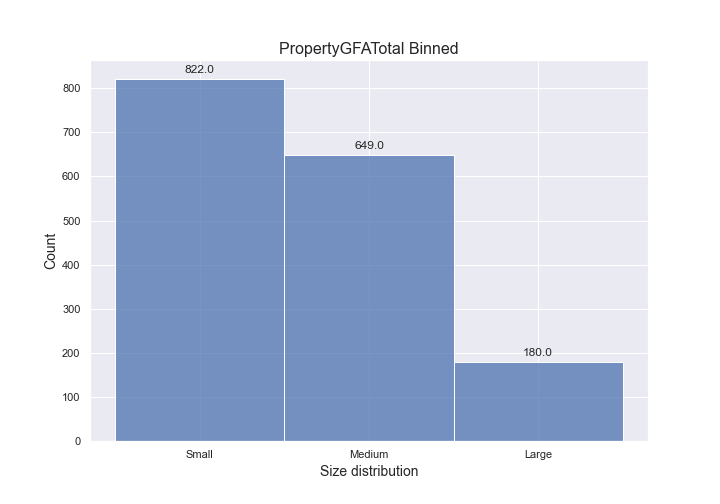 PropertyGFATotal Binned
822.0
649.0
180.0
800
700
600
500
400
300
200
100
0
Count
Small
Medium
Large
Size distribution